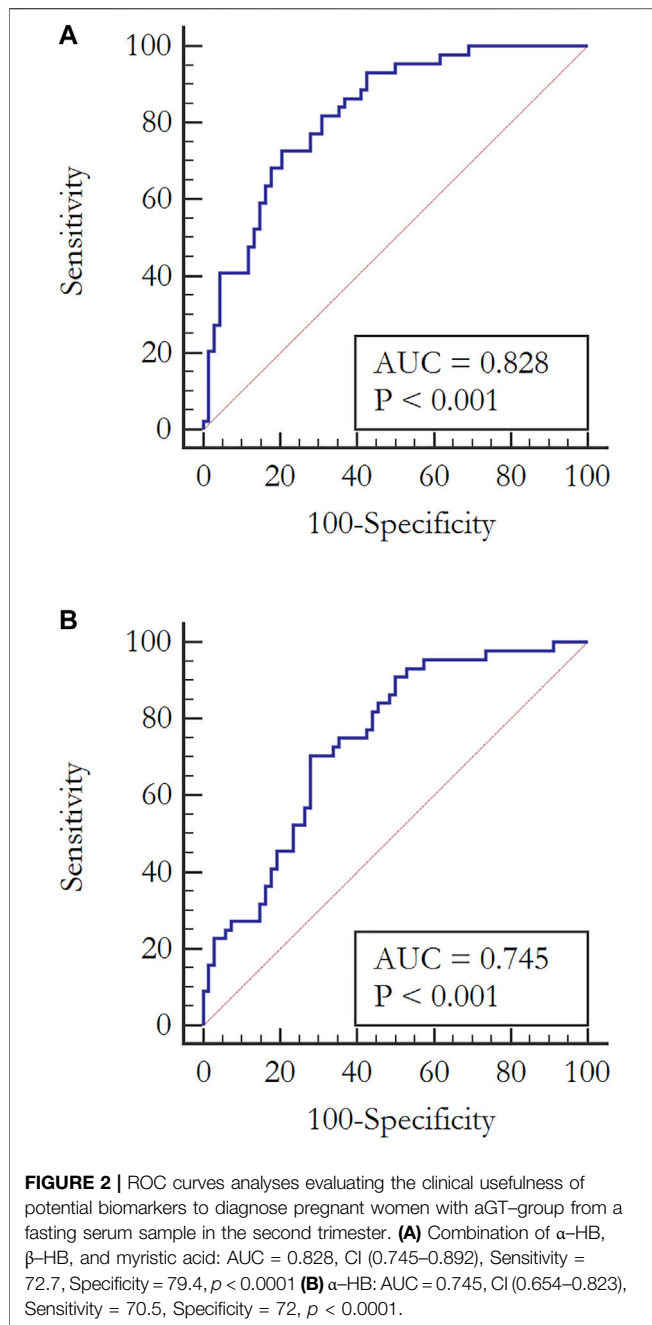 A
100
80
60
40
20
0
Sensitivity
AUC = 0.828
P < 0.001
0 20 40 60 80 100
100-Specificity
B
100
80
60
40
20
0
Sensitivity
AUC = 0.745
P < 0.001
0 20 40 60 80 100
100-Specificity
FIGURE 2 | ROC curves analyses evaluating the clinical usefulness of
potential biomarkers to diagnose pregnant women with aGT–group from a
fasting serum sample in the second trimester. (A) Combination of α–HB,
β–HB, and myristic acid: AUC = 0.828, CI (0.745–0.892), Sensitivity =
72.7, Specificity = 79.4, p < 0.0001 (B) α–HB: AUC = 0.745, CI (0.654–0.823),
Sensitivity = 70.5, Specificity = 72, p < 0.0001.